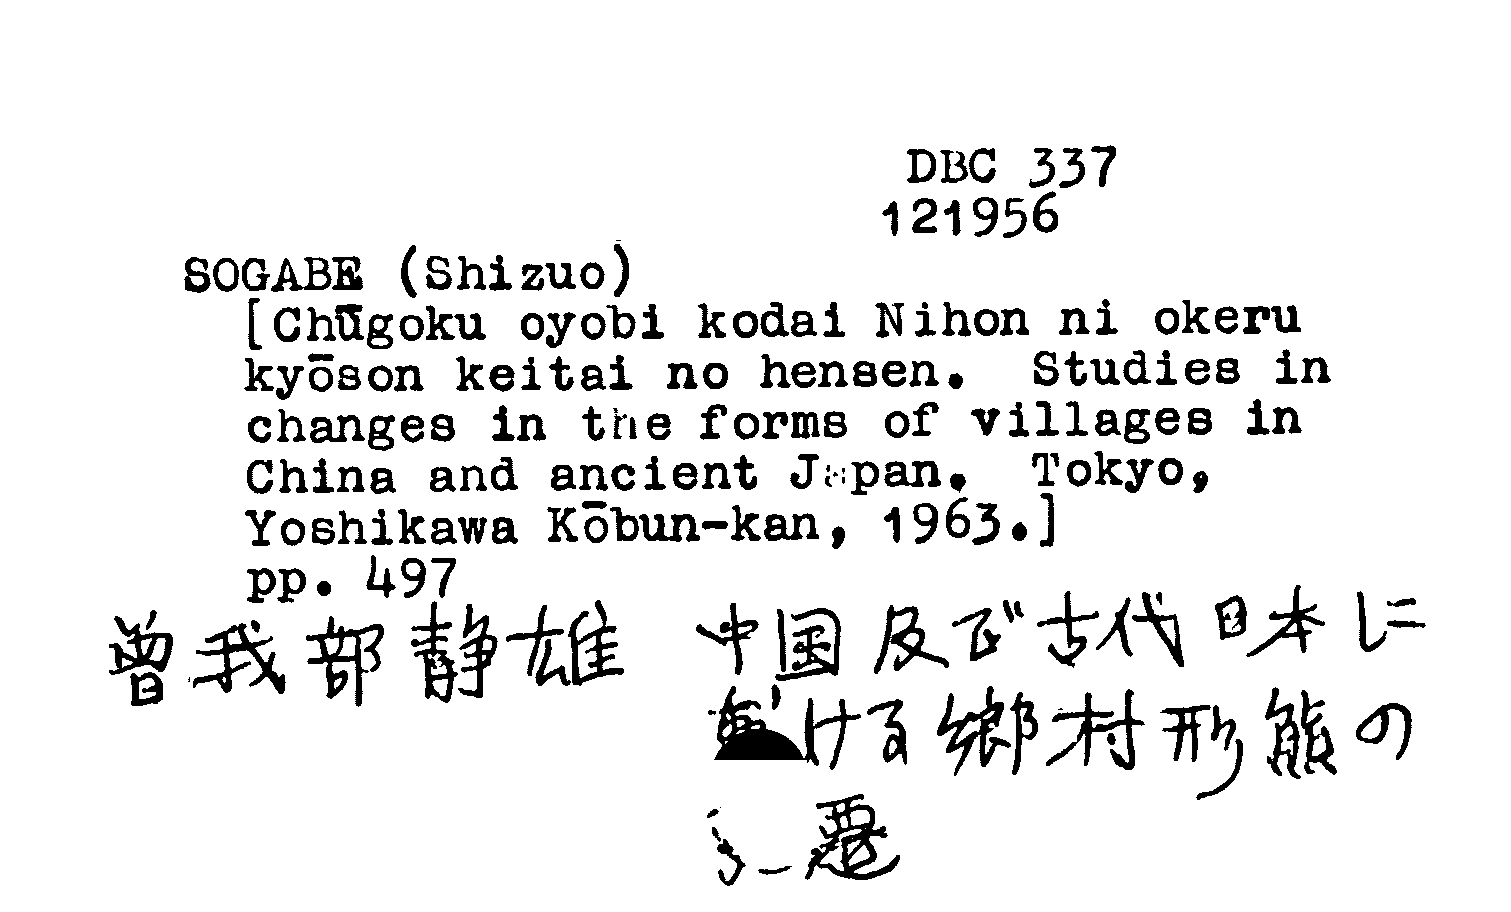 DBC 337
121956
SOGABE (Shizuo)
[Chūgoku oyobi kodai Nihon ni okeru
kyōson keitai no hensen. Studies in
changes in the forms of villages in
China and ancient Japan. Tokyo,
Yoshikawa Kōbun-kan, 1963.]
pp. 497
曽我部静雄 中国及び古代日本に
ける郷村形態の
遷